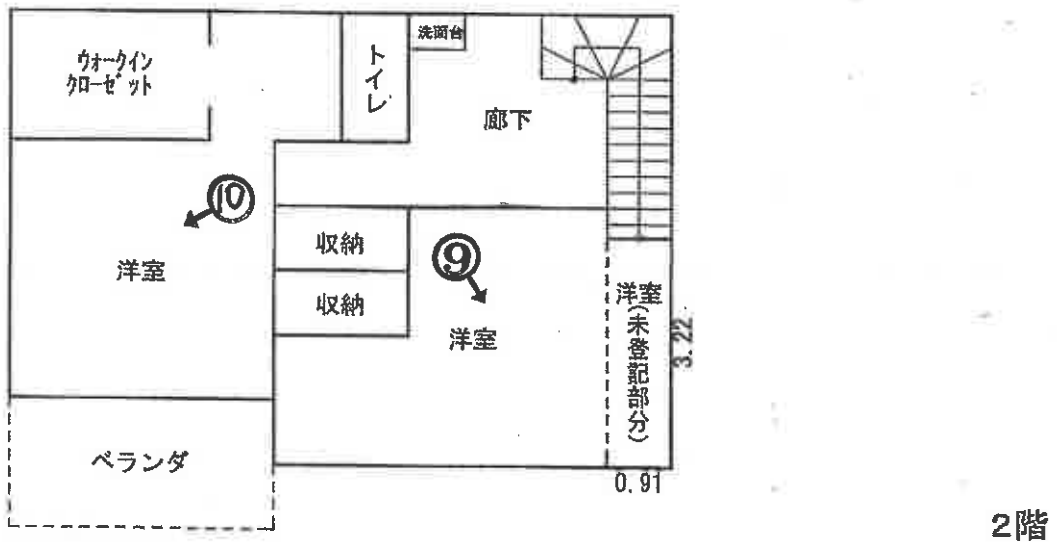 洗面台
ウォークイン
クローゼット
トイレ
廊下
⑩
収納
⑨
洋室
収納
洋室
(未登記部分)
3.22
洋室
ベランダ
0.91
2階